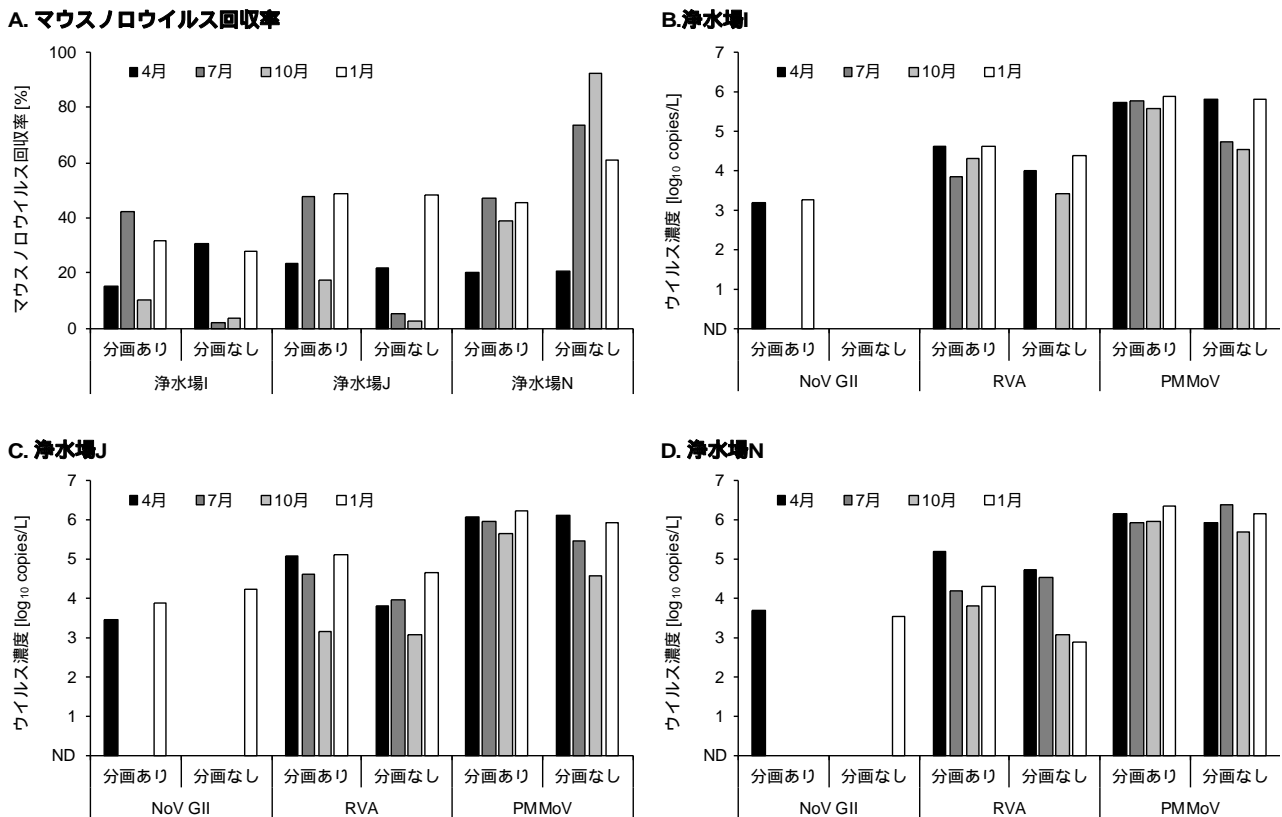 A. マウスノロウイルス回収率
マウスノロウイルス回収率 [%]
100
80
60
40
20
0
4月 7月 10月 1月
分画あり 分画なし 分画あり 分画なし 分画あり 分画なし
浄水場I 浄水場J 浄水場N
B.浄水場I
ウイルス濃度 [log10 copies/L]
7
6
5
4
3
2
1
ND
4月 7月 10月 1月
分画あり 分画なし 分画あり 分画なし 分画あり 分画なし
NoV GII RVA PMMoV
C. 浄水場J
ウイルス濃度 [log10 copies/L]
7
6
5
4
3
2
1
ND
4月 7月 10月 1月
分画あり 分画なし 分画あり 分画なし 分画あり 分画なし
NoV GII RVA PMMoV
D. 浄水場N
ウイルス濃度 [log10 copies/L]
7
6
5
4
3
2
1
ND
4月 7月 10月 1月
分画あり 分画なし 分画あり 分画なし 分画あり 分画なし
NoV GII RVA PMMoV